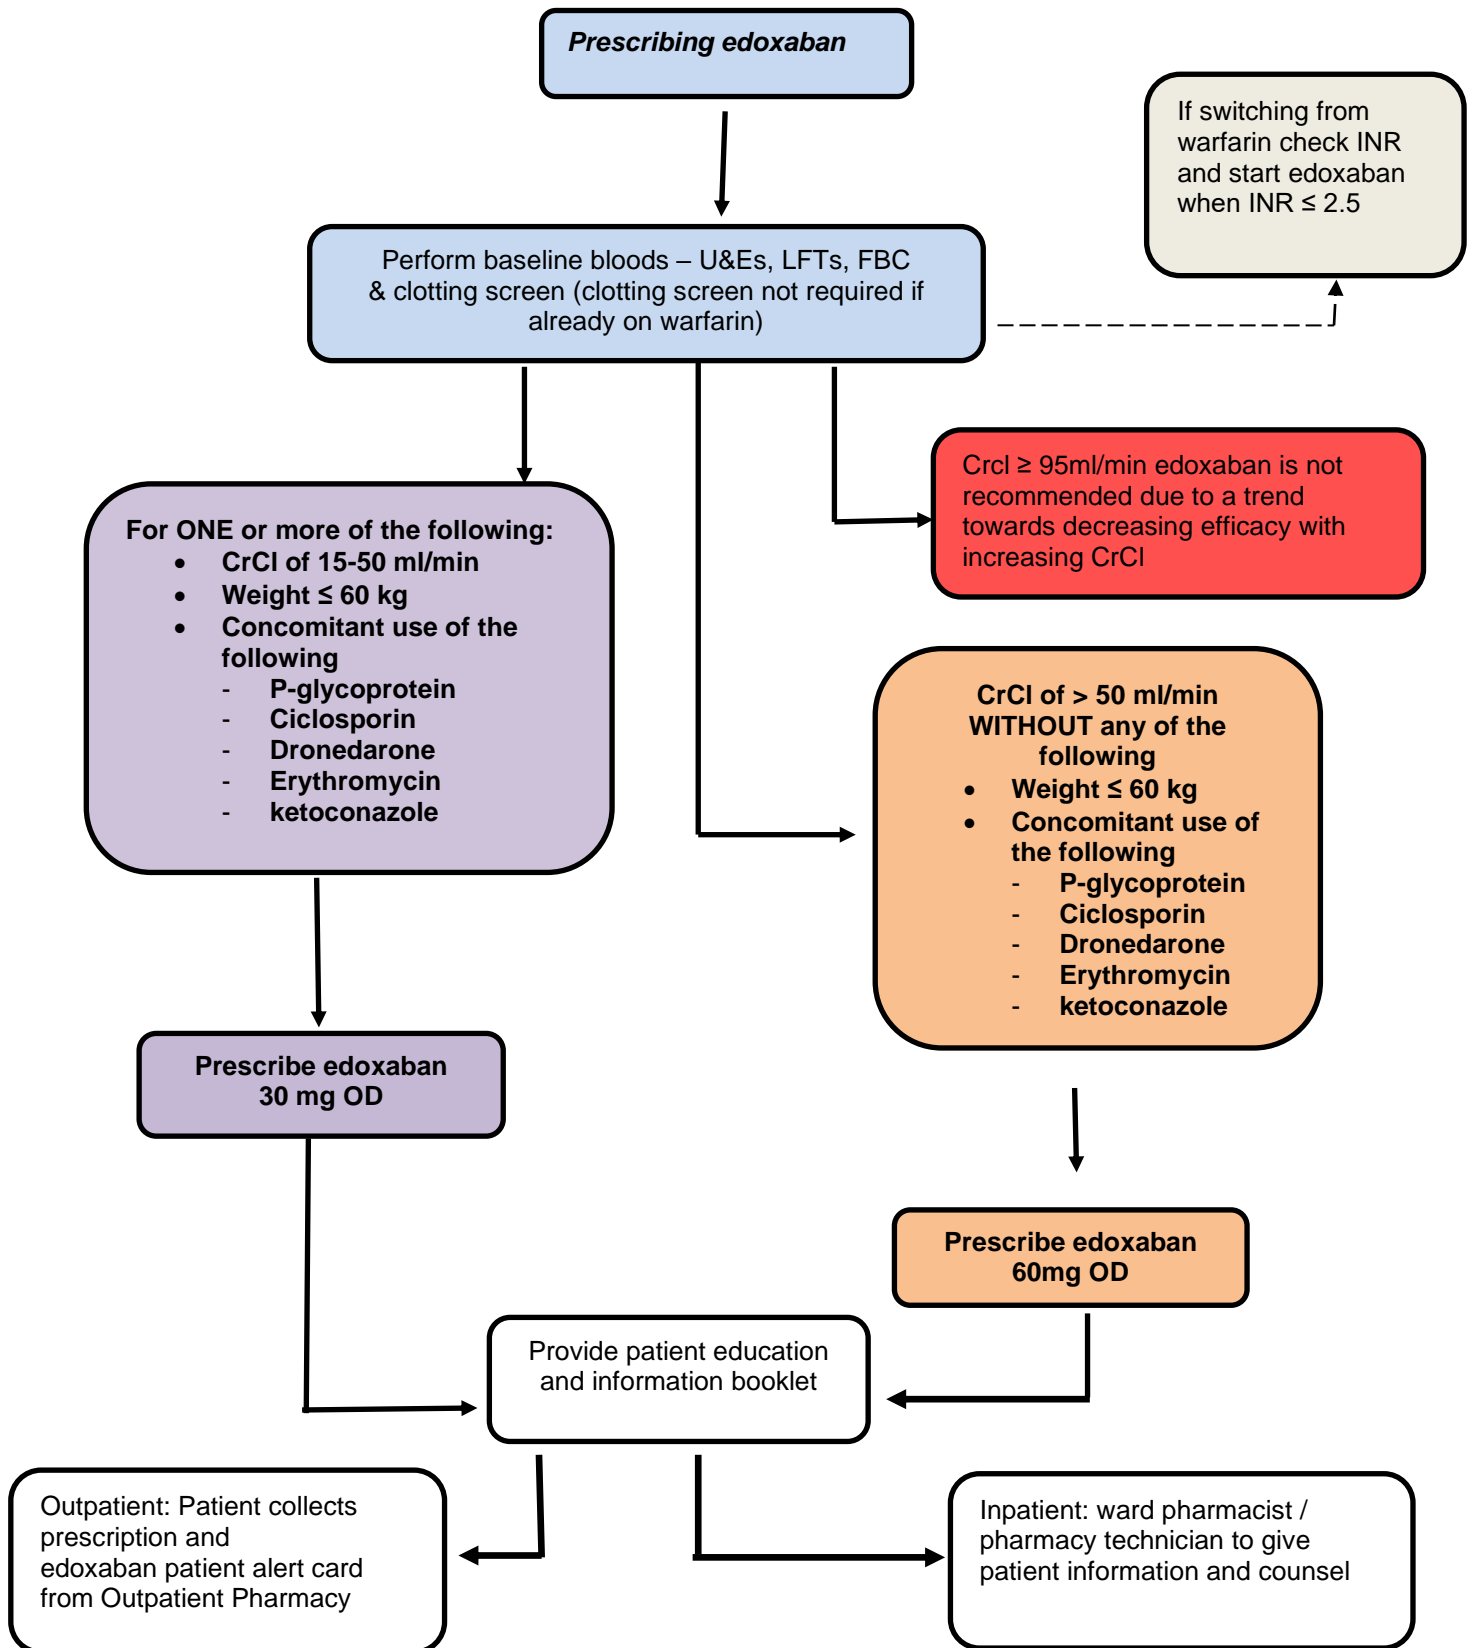 Prescribing edoxaban
If switching from
warfarin check INR
and start edoxaban
when INR ≤ 2.5
Perform baseline bloods – U&Es, LFTs, FBC
& clotting screen (clotting screen not required if
already on warfarin)
Crcl ≥ 95ml/min edoxaban is not
recommended due to a trend
towards decreasing efficacy with
increasing CrCl
For ONE or more of the following:
• CrCl of 15-50 ml/min
• Weight ≤ 60 kg
• Concomitant use of the
following
- P-glycoprotein
- Ciclosporin
- Dronedarone
- Erythromycin
- ketoconazole
CrCl of > 50 ml/min
WITHOUT any of the
following
• Weight ≤ 60 kg
• Concomitant use of
the following
- P-glycoprotein
- Ciclosporin
- Dronedarone
- Erythromycin
- ketoconazole
Prescribe edoxaban
30 mg OD
Prescribe edoxaban
60mg OD
Provide patient education
and information booklet
Outpatient: Patient collects
prescription and
edoxaban patient alert card
from Outpatient Pharmacy
Inpatient: ward pharmacist /
pharmacy technician to give
patient information and counsel